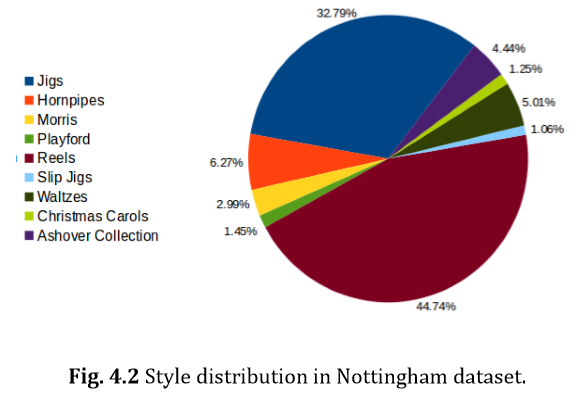 32.79%
4.44%
1.25%
5.01%
1.06%
Jigs
Hornpipes
Morris
Playford
Reels
Slip Jigs
Waltzes
Christmas Carols
Ashover Collection
6.27%
2.99%
1.45%
44.74%
Fig. 4.2 Style distribution in Nottingham dataset.